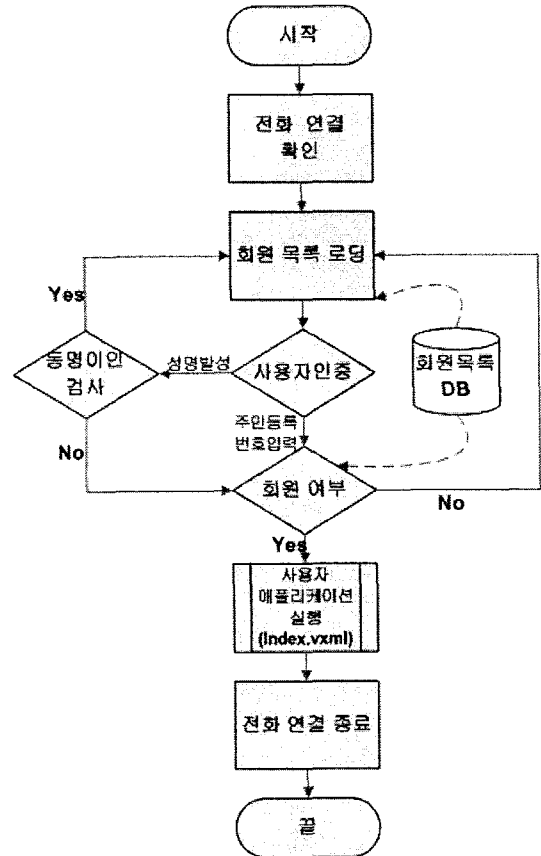 시작
전화 연결
확인
회원 목록 로딩
Yes
동명이인
검사
성명발성
사용자인증
회원목록
DB
주민등록
번호입력
No
회원 여부
No
Yes
사용자
애플리케이션
실행
(Index.vxml)
전화 연결 종료
끝